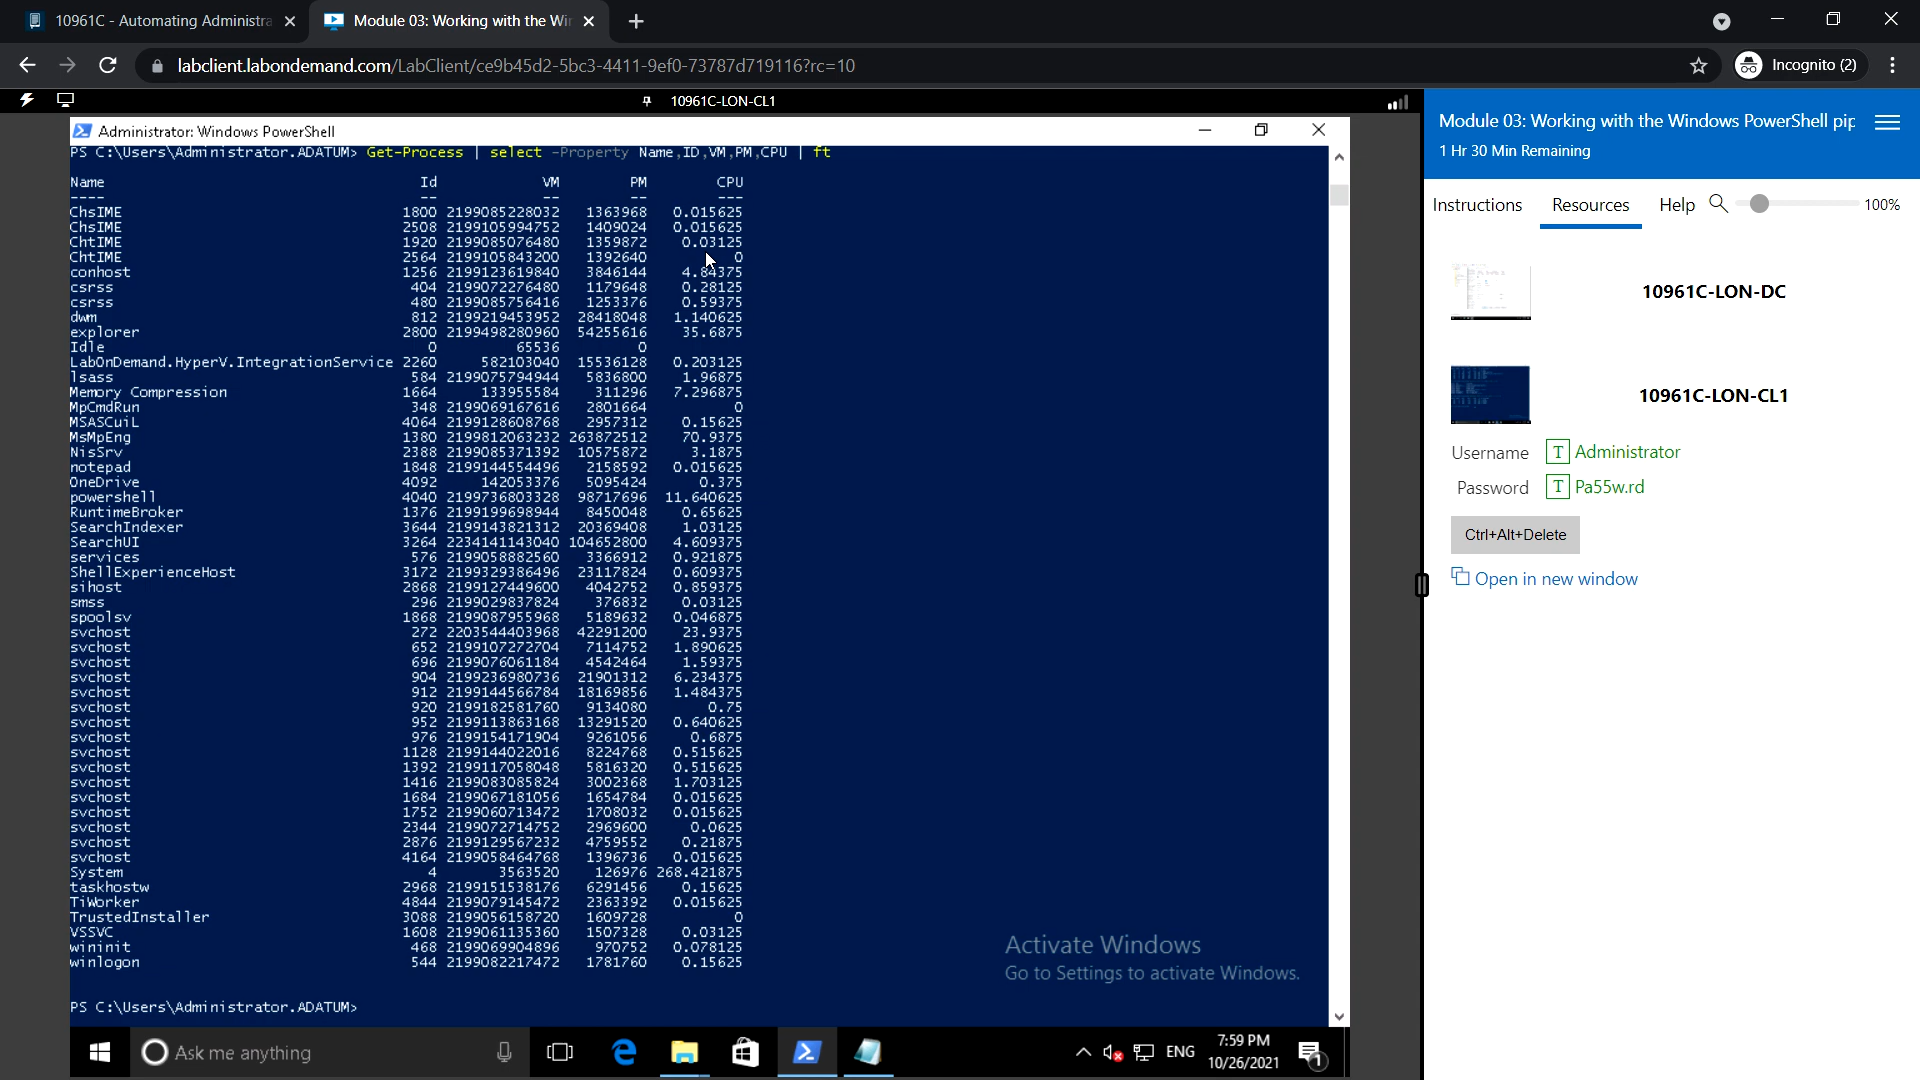 10961C - Automating Administra
Module 03: Working with the Wi
labclient.labondemand.com/LabClient/ce9b45d2-5bc3-4411-9ef0-73787d719116?rc=10
Incognito (2)
10961C-LON-CL1
Administrator: Windows PowerShell
PS C:\Users\Administrator.ADATUM> Get-Process | select -Property Name,ID,VM,PM,CPU | ft
Name Id VM PM CPU
---- -- -- -- ---
ChsIME 1800 2199085228032 1363968 0.015625
ChsIME 2508 2199105994752 1409024 0.015625
ChtIME 1920 2199085076480 1359872 0.03125
ChtIME 2564 2199105843200 1392640 0
conhost 1256 2199123619840 3846144 4.84375
csrss 404 2199072276480 1179648 0.28125
csrss 480 2199085756416 1253376 0.59375
dwm 812 2199219453952 28418048 1.140625
explorer 2800 2199498280960 54255616 35.6875
Idle 0 65536 0
LabOnDemand.HyperV.IntegrationService 2260 582103040 15536128 0.203125
lsass 584 2199075794944 5836800 1.96875
Memory Compression 1664 133955584 311296 7.296875
MpCmdRun 348 2199069167616 2801664 0
MSASCuiL 4064 2199128608768 2957312 0.15625
MsMpEng 1380 2199812063232 263872512 70.9375
NisSrv 2388 2199085371392 10575872 3.1875
notepad 1848 2199144554496 2158592 0.015625
OneDrive 4092 142053376 5095424 0.375
powershell 4040 2199736803328 98717696 11.640625
RuntimeBroker 1376 2199199698944 8450048 0.65625
SearchIndexer 3644 2199143821312 20369408 1.03125
SearchUI 3264 2234141143040 104652800 4.609375
services 576 2199058882560 3366912 0.921875
ShellExperienceHost 3172 2199329386496 23117824 0.609375
sihost 2868 2199127449600 4042752 0.859375
smss 296 2199029837824 376832 0.03125
spoolsv 1868 2199087955968 5189632 0.046875
svchost 272 2203544403968 42291200 23.9375
svchost 652 2199107272704 7114752 1.890625
svchost 696 2199076061184 4542464 1.59375
svchost 904 2199236980736 21901312 6.234375
svchost 912 2199144566784 18169856 1.484375
svchost 920 2199182581760 9134080 0.75
svchost 952 2199113863168 13291520 0.640625
svchost 976 2199154171904 9261056 0.6875
svchost 1128 2199144022016 8224768 0.515625
svchost 1392 2199117058048 5816320 0.515625
svchost 1416 2199083085824 3002368 1.703125
svchost 1684 2199067181056 1654784 0.015625
svchost 1752 2199060713472 1708032 0.015625
svchost 2344 2199072714752 2969600 0.0625
svchost 2876 2199129567232 4759552 0.21875
svchost 4164 2199058464768 1396736 0.015625
System 4 3563520 126976 268.421875
taskhostw 2968 2199151538176 6291456 0.15625
TiWorker 4844 2199079145472 2363392 0.015625
TrustedInstaller 3088 2199056158720 1609728 0
VSSVC 1608 2199061135360 1507328 0.03125
wininit 468 2199069904896 970752 0.078125
winlogon 544 2199082217472 1781760 0.15625
PS C:\Users\Administrator.ADATUM>
Activate Windows
Go to Settings to activate Windows.
Ask me anything
ENG
7:59 PM
10/26/2021
1
Module 03: Working with the Windows PowerShell pip
1 Hr 30 Min Remaining
Instructions Resources Help 100%
10961C-LON-DC
10961C-LON-CL1
Username T Administrator
Password T Pa55w.rd
Ctrl+Alt+Delete
Open in new window